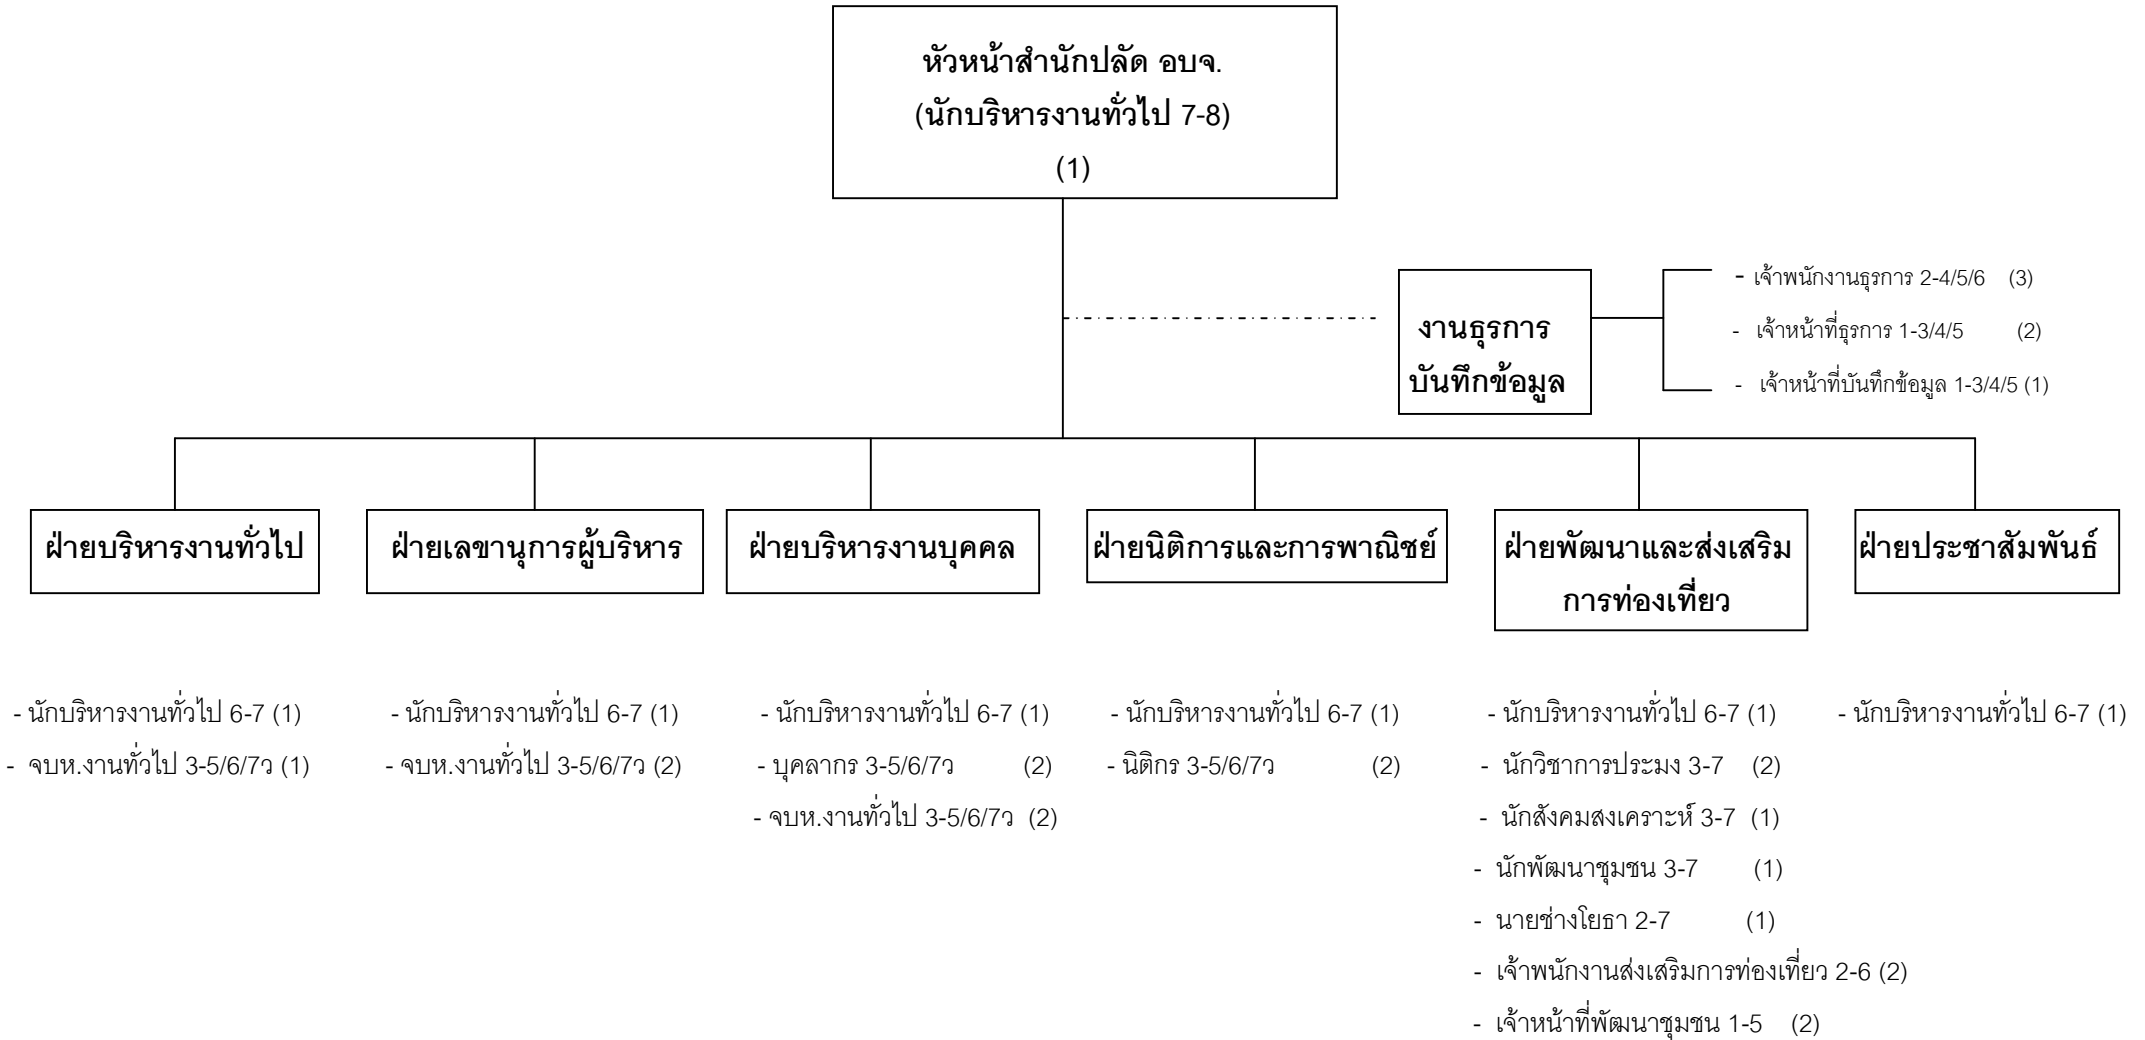 หัวหน้าสำนักปลัด อบจ.
(นักบริหารงานทั่วไป 7-8)
(1)
งานธุรการ
บันทึกข้อมูล
- เจ้าพนักงานธุรการ 2-4/5/6 (3)
- เจ้าหน้าที่ธุรการ 1-3/4/5 (2)
- เจ้าหน้าที่บันทึกข้อมูล 1-3/4/5 (1)
ฝ่ายบริหารงานทั่วไป
- นักบริหารงานทั่วไป 6-7 (1)
- จบห.งานทั่วไป 3-5/6/7ว (1)
ฝ่ายเลขานุการผู้บริหาร
- นักบริหารงานทั่วไป 6-7 (1)
- จบห.งานทั่วไป 3-5/6/7ว (2)
ฝ่ายบริหารงานบุคคล
- นักบริหารงานทั่วไป 6-7 (1)
- บุคลากร 3-5/6/7ว (2)
- จบห.งานทั่วไป 3-5/6/7ว (2)
ฝ่ายนิติการและการพาณิชย์
- นักบริหารงานทั่วไป 6-7 (1)
- นิติกร 3-5/6/7ว (2)
ฝ่ายพัฒนาและส่งเสริม
การท่องเที่ยว
- นักบริหารงานทั่วไป 6-7 (1)
- นักวิชาการประมง 3-7 (2)
- นักสังคมสงเคราะห์ 3-7 (1)
- นักพัฒนาชุมชน 3-7 (1)
- นายช่างโยธา 2-7 (1)
- เจ้าพนักงานส่งเสริมการท่องเที่ยว 2-6 (2)
- เจ้าหน้าที่พัฒนาชุมชน 1-5 (2)
ฝ่ายประชาสัมพันธ์
- นักบริหารงานทั่วไป 6-7 (1)